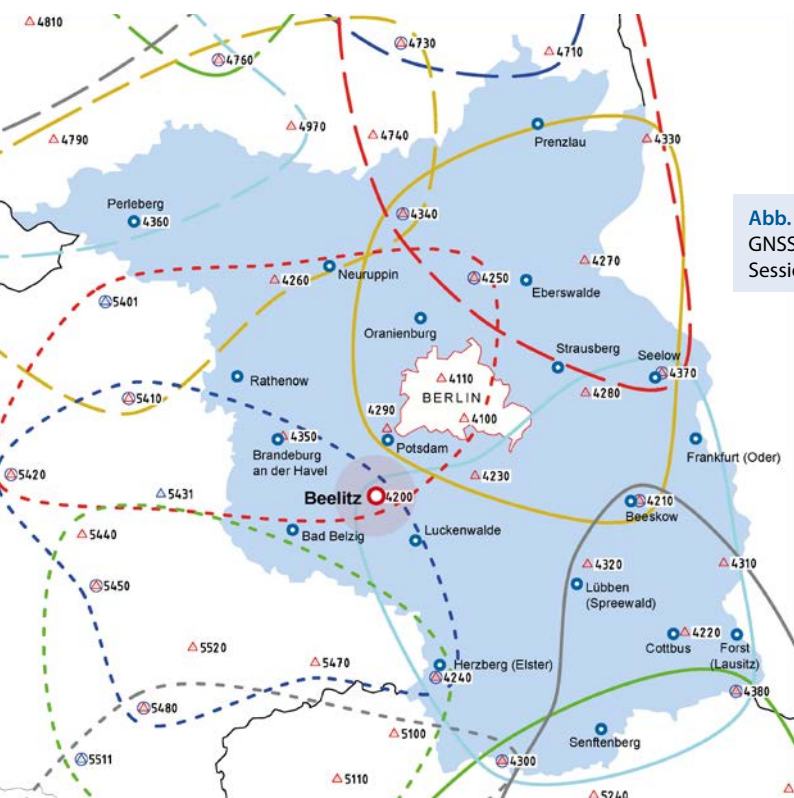 4810
4760
4730
4710
4790
4970
4740
Prenzlau
4330
Perleberg
4360
4340
Abb.
GNSS
Sessio
4260
Neuruppin
4250
4270
Eberswalde
5401
Oranienburg
Strausberg
Seelow
4370
Rathenow
4110
BERLIN
4280
5410
4290
4100
4350
Brandeburg
an der Havel
Potsdam
Frankfurt (Oder)
5420
5431
4230
Beelitz
4200
4210
Beeskow
5440
Bad Belzig
Luckenwalde
4320
4310
5450
Lübben
(Spreewald)
5520
4220
Cottbus
Forst
(Lausitz)
5470
Herzberg (Elster)
4240
4380
5480
5100
Senftenberg
5511
4300
5110
5240